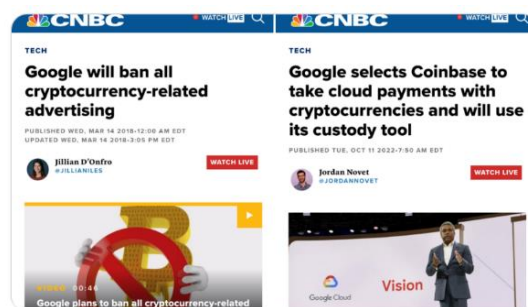 CNBC
WATCH LIVE
TECH
Google will ban all
cryptocurrency-related
advertising
PUBLISHED WED, MAR 14 2018-12:00 AM EDT
UPDATED WED, MAR 14 2018-3:05 PM EDT
Jillian D'Onfro
@JILLIANILES
WATCH LIVE
VIDEO 00:46
Google plans to ban all cryptocurrency-related
CNBC
WATCH LIVE
TECH
Google selects Coinbase to
take cloud payments with
cryptocurrencies and will use
its custody tool
PUBLISHED TUE, OCT 11 2022-7:50 AM EDT
Jordan Novet
@JORDANNOVET
WATCH LIVE
Google Cloud
Vision